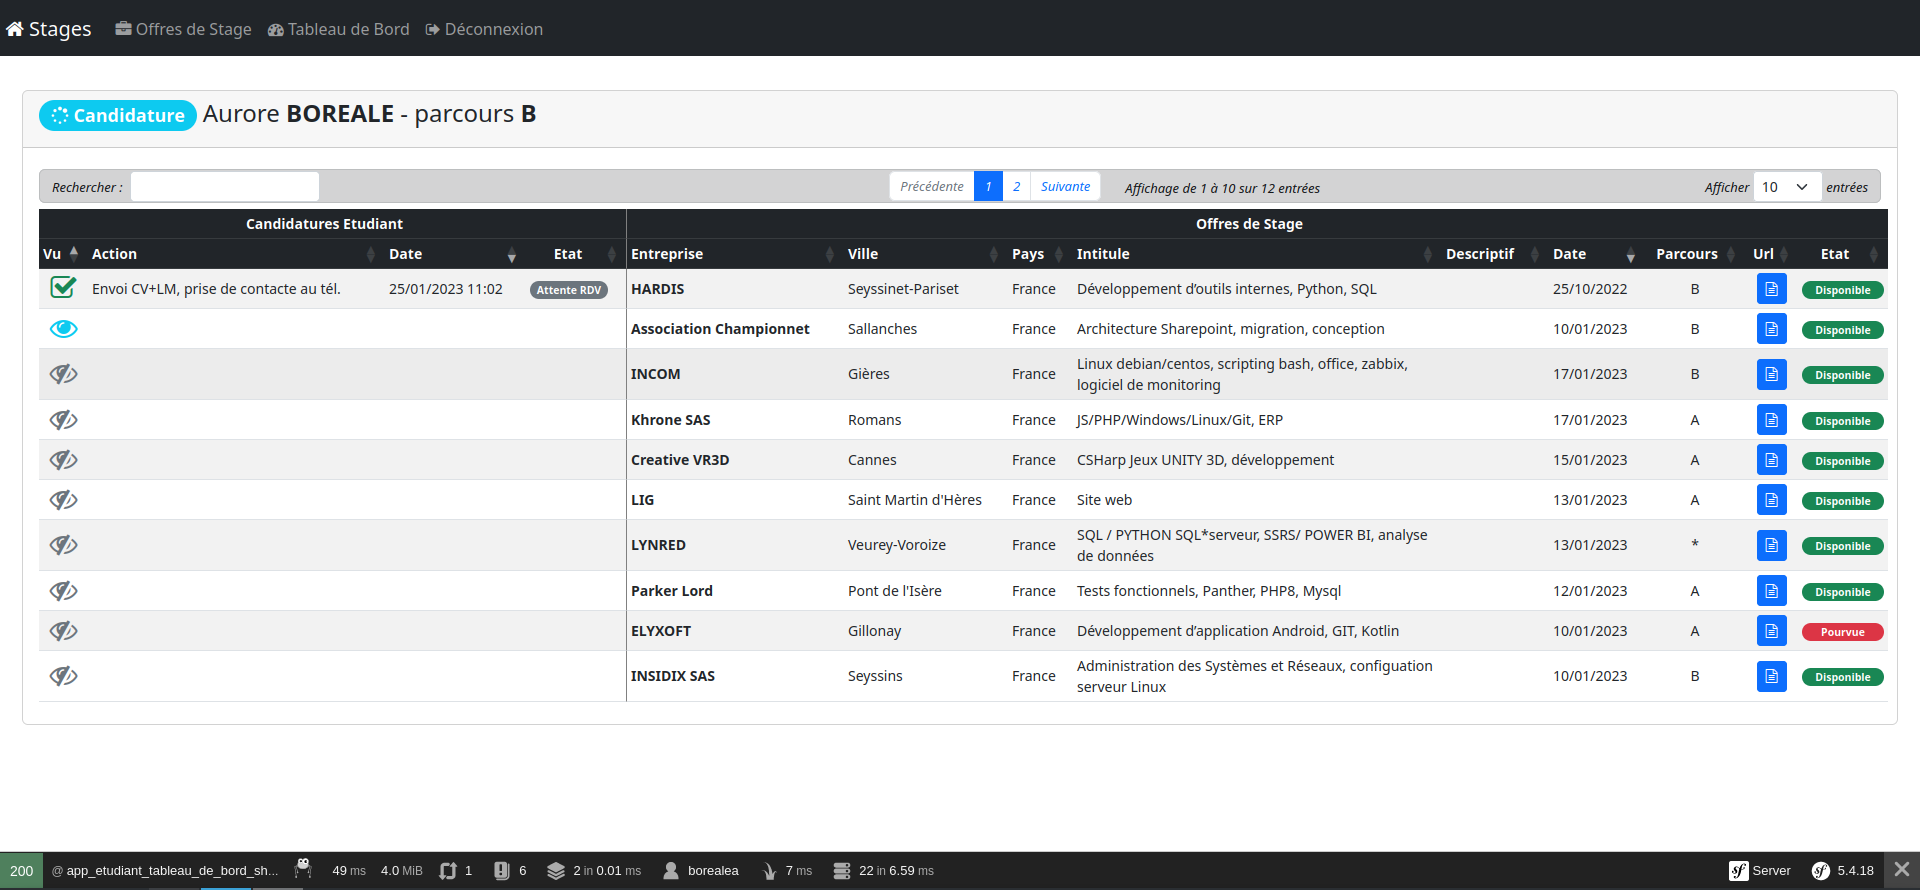 Stages Offres de Stage Tableau de Bord Déconnexion
Candidature Aurore BOREALE - parcours B
Rechercher : Précédente 1 2 Suivante Affichage de 1 à 10 sur 12 entrées Afficher 10 entrées
Candidatures Etudiant Offres de Stage
Vu Action Date Etat Entreprise Ville Pays Intitule Descriptif Date Parcours Url Etat
Envoi CV+LM, prise de contacte au tél. 25/01/2023 11:02 Attente RDV HARDIS Seyssinet-Pariset France Développement d’outils internes, Python, SQL 25/10/2022 B Disponible
Association Championnet Sallanches France Architecture Sharepoint, migration, conception 10/01/2023 B Disponible
INCOM Gières France Linux debian/centos, scripting bash, office, zabbix, 17/01/2023 B Disponible
logiciel de monitoring
Khrone SAS Romans France JS/PHP/Windows/Linux/Git, ERP 17/01/2023 A Disponible
Creative VR3D Cannes France CSHarp Jeux UNITY 3D, développement 15/01/2023 A Disponible
LIG Saint Martin d'Hères France Site web 13/01/2023 A Disponible
LYNRED Veurey-Voroize France SQL / PYTHON SQL*serveur, SSRS/ POWER BI, analyse 13/01/2023 * Disponible
de données
Parker Lord Pont de l'Isère France Tests fonctionnels, Panther, PHP8, Mysql 12/01/2023 A Disponible
ELYXOFT Gillonay France Développement d’application Android, GIT, Kotlin 10/01/2023 A Pourvue
INSIDIX SAS Seyssins France Administration des Systèmes et Réseaux, configuation 10/01/2023 B Disponible
serveur Linux
200 @ app_etudiant_tableau_de_bord_sh... 49 ms 4.0 MiB 1 6 2 in 0.01 ms borealea 7 ms 22 in 6.59 ms sf Server sf 5.4.18